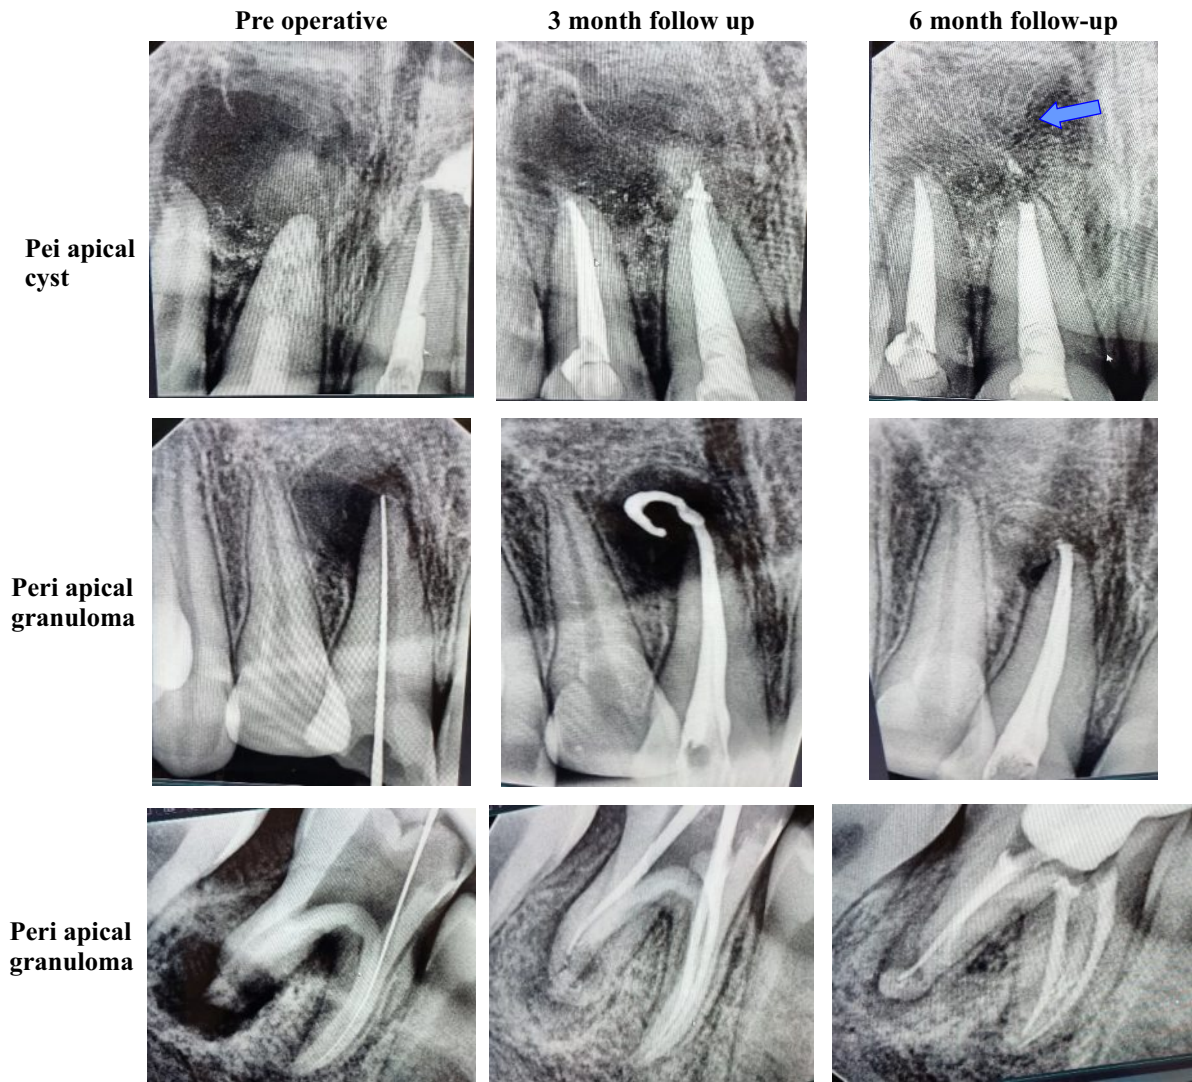 Pre operative
3 month follow up
6 month follow-up
Pei apical
cyst
Peri apical
granuloma
Peri apical
granuloma